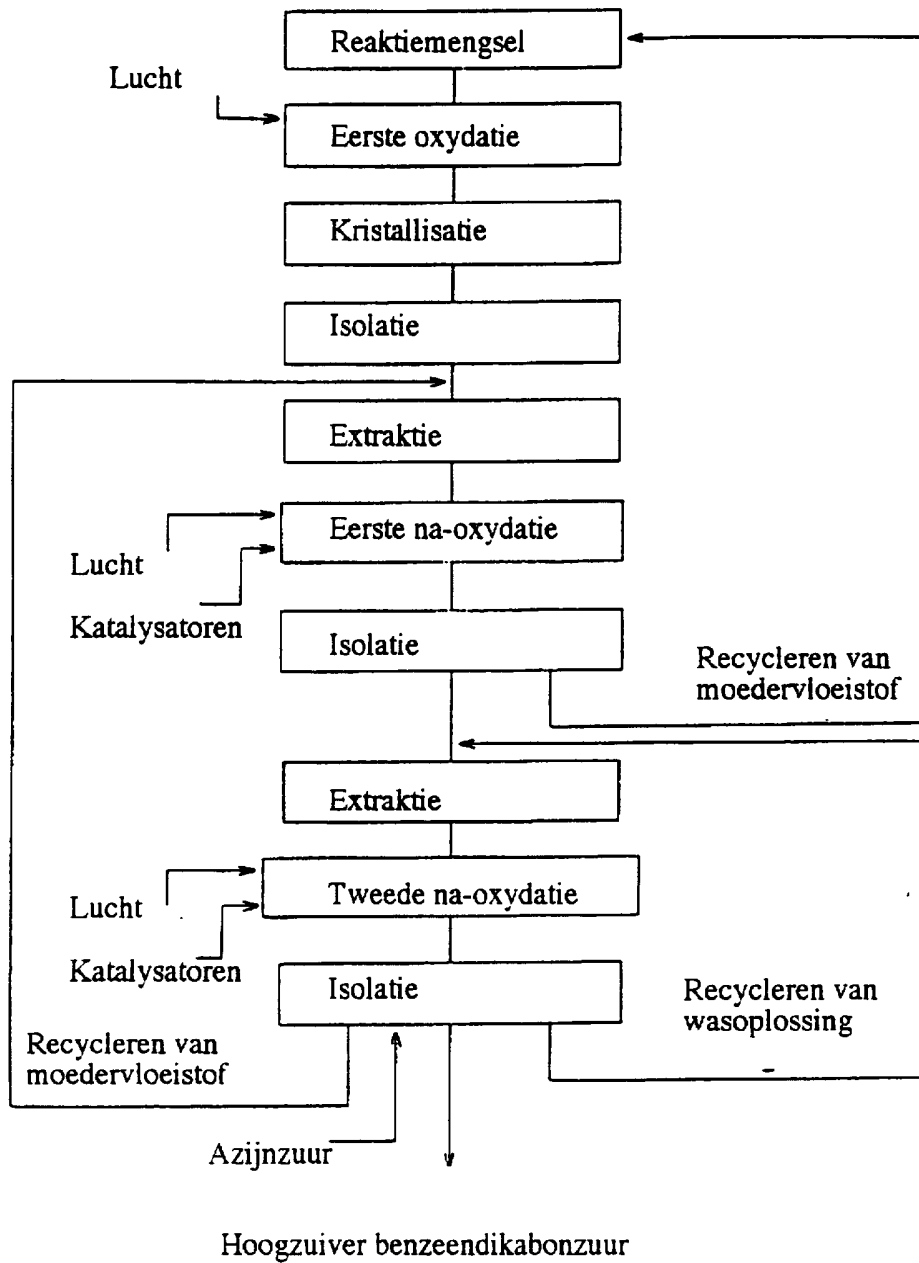 Reaktiemengsel
Lucht
Eerste oxydatie
Kristallisatie
Isolatie
Extraktie
Eerste na-oxydatie
Lucht
Katalysatoren
Isolatie
Recycleren van
moedervloeistof
Extraktie
Tweede na-oxydatie
Lucht
Katalysatoren
Isolatie
Recycleren van
wasoplossing
Recycleren van
moedervloeistof
Azijnzuur
Hoogzuiver benzeendikabonzuur